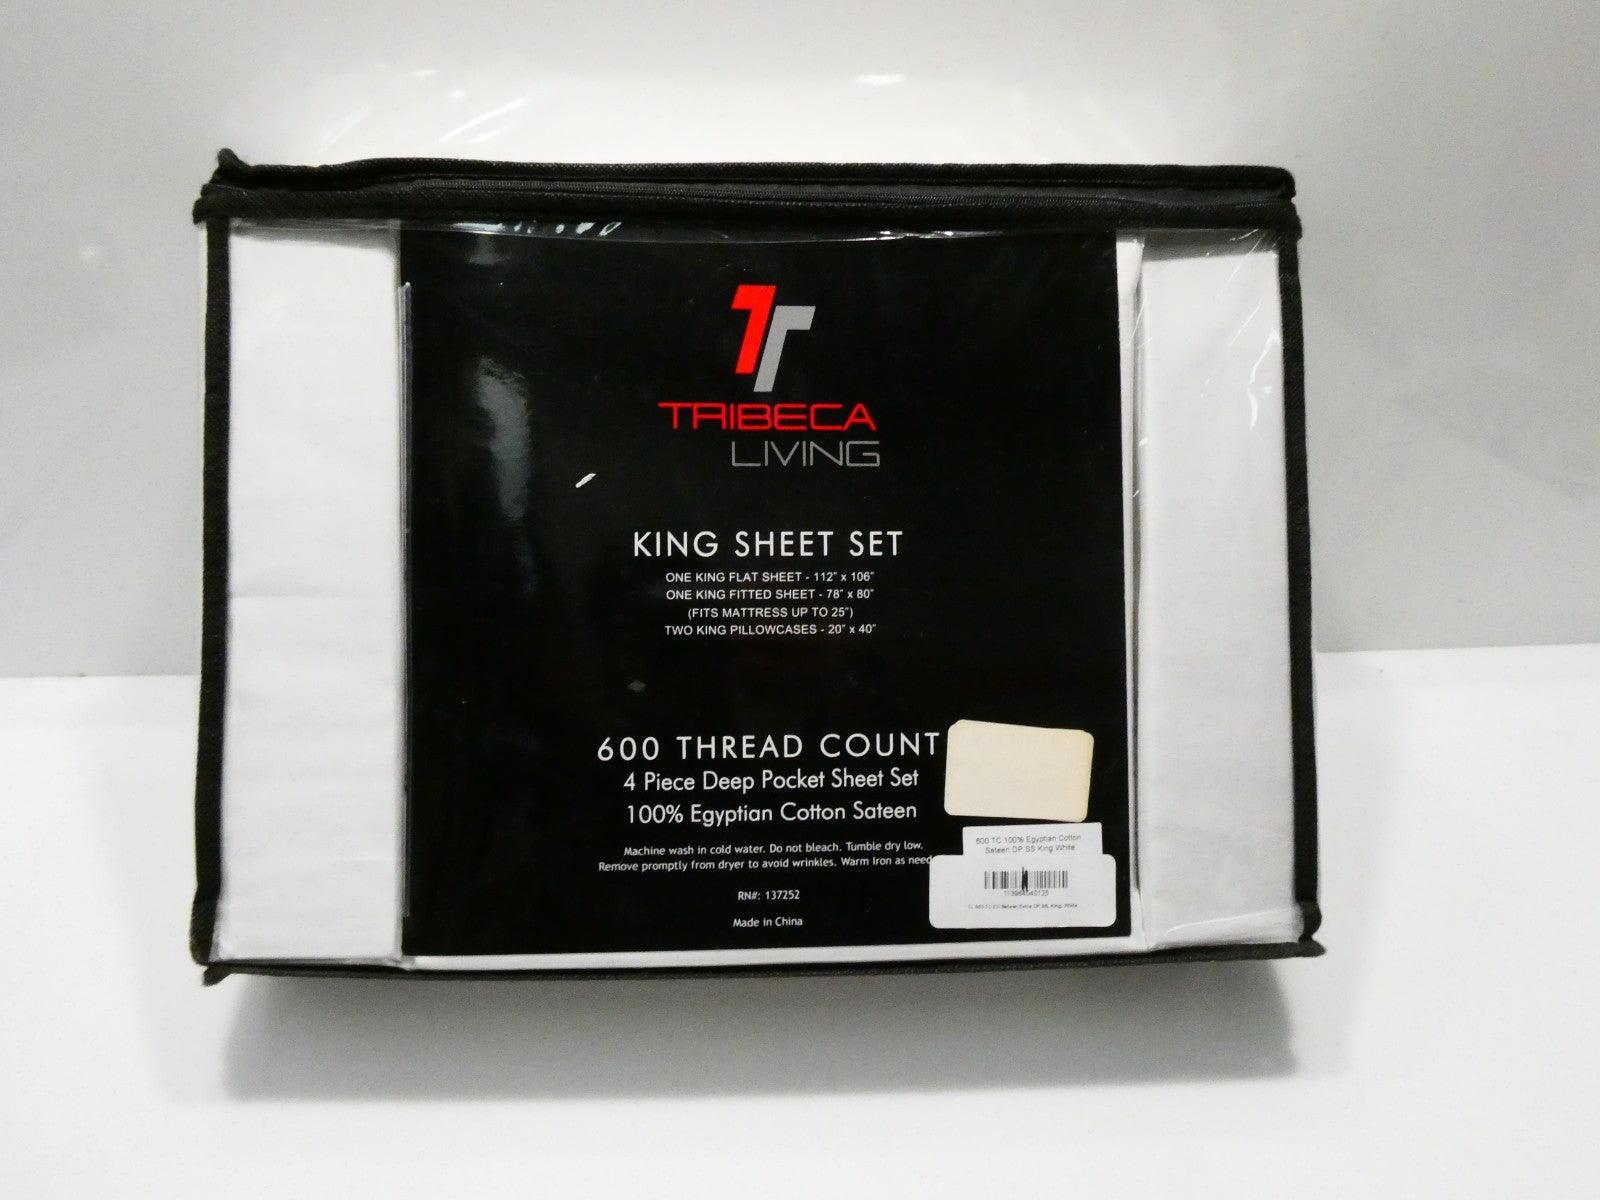 TRIBECA
LIVING
KING SHEET SET
ONE KING FLAT SHEET - 112" x 106"
ONE KING FITTED SHEET - 78" x 80"
(FITS MATTRESS UP TO 25")
TWO KING PILLOWCASES - 20" x 40"
600 THREAD COUNT
4 Piece Deep Pocket Sheet Set
100% Egyptian Cotton Sateen
Machine wash in cold water. Do not bleach. Tumble dry low.
Remove promptly from dryer to avoid wrinkles. Warm Iron as need
RN#: 137252
Made in China
600 TC 100% Egyptian Cotton
Sateen DP SS King White